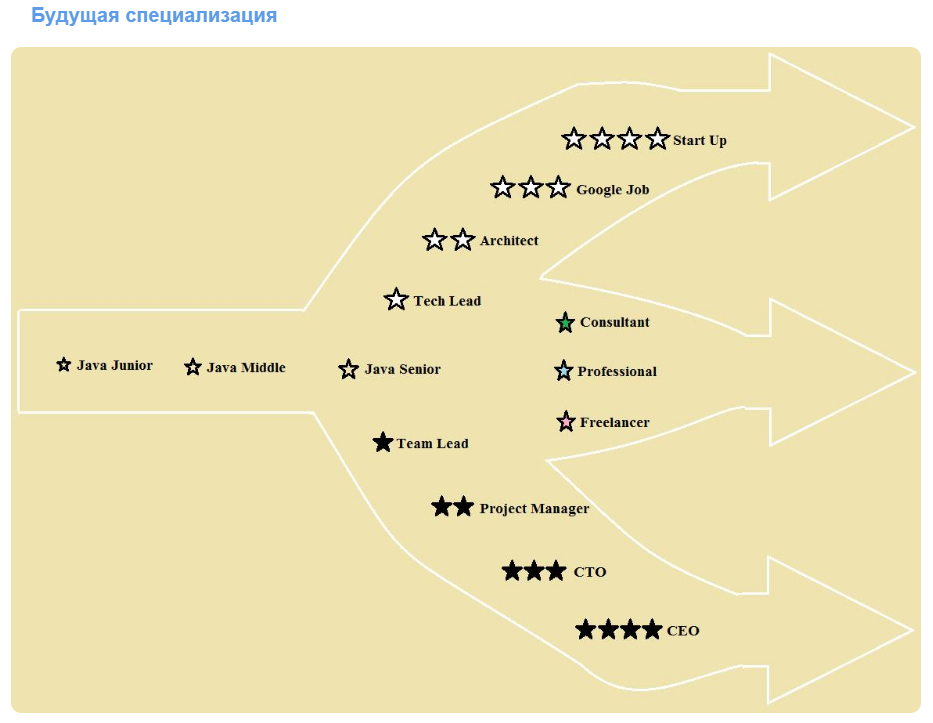 Будущая специализация
Start Up
Google Job
Architect
Tech Lead
Consultant
Java Junior
Java Middle
Java Senior
Professional
Freelancer
Team Lead
Project Manager
CTO
CEO